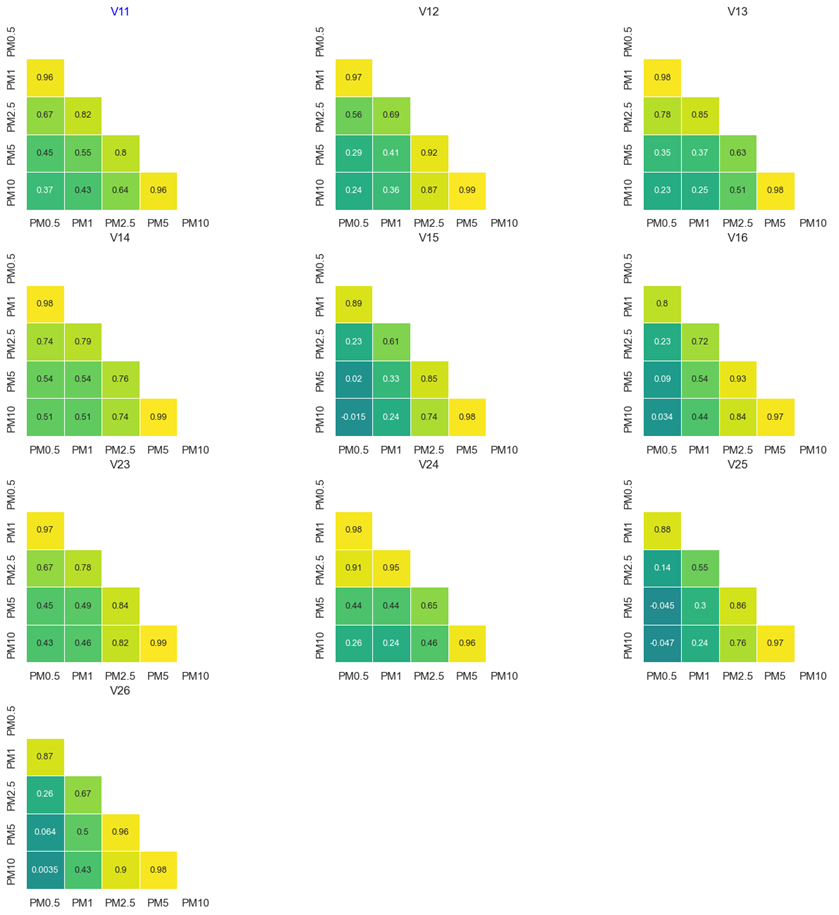 V11 V12 V13
PM0.5 PM0.5 PM0.5
PM1 0.96 PM1 0.97 PM1 0.98
PM2.5 0.67 0.82 PM2.5 0.56 0.69 PM2.5 0.78 0.85
PM5 0.45 0.55 0.8 PM5 0.29 0.41 0.92 PM5 0.35 0.37 0.63
PM10 0.37 0.43 0.64 0.96 PM10 0.24 0.36 0.87 0.99 PM10 0.23 0.25 0.51 0.98
PM0.5 PM1 PM2.5 PM5 PM10 PM0.5 PM1 PM2.5 PM5 PM10 PM0.5 PM1 PM2.5 PM5 PM10
V14 V15 V16
PM0.5 PM0.5 PM0.5
PM1 0.98 PM1 0.89 PM1 0.8
PM2.5 0.74 0.79 PM2.5 0.23 0.61 PM2.5 0.23 0.72
PM5 0.54 0.54 0.76 PM5 0.02 0.33 0.85 PM5 0.09 0.54 0.93
PM10 0.51 0.51 0.74 0.99 PM10 -0.015 0.24 0.74 0.98 PM10 0.034 0.44 0.84 0.97
PM0.5 PM1 PM2.5 PM5 PM10 PM0.5 PM1 PM2.5 PM5 PM10 PM0.5 PM1 PM2.5 PM5 PM10
V23 V24 V25
PM0.5 PM0.5 PM0.5
PM1 0.97 PM1 0.98 PM1 0.88
PM2.5 0.67 0.78 PM2.5 0.91 0.95 PM2.5 0.14 0.55
PM5 0.45 0.49 0.84 PM5 0.44 0.44 0.65 PM5 -0.045 0.3 0.86
PM10 0.43 0.46 0.82 0.99 PM10 0.26 0.24 0.46 0.96 PM10 -0.047 0.24 0.76 0.97
PM0.5 PM1 PM2.5 PM5 PM10 PM0.5 PM1 PM2.5 PM5 PM10 PM0.5 PM1 PM2.5 PM5 PM10
V26
PM0.5
PM1 0.87
PM2.5 0.26 0.67
PM5 0.064 0.5 0.96
PM10 0.0035 0.43 0.9 0.98
PM0.5 PM1 PM2.5 PM5 PM10